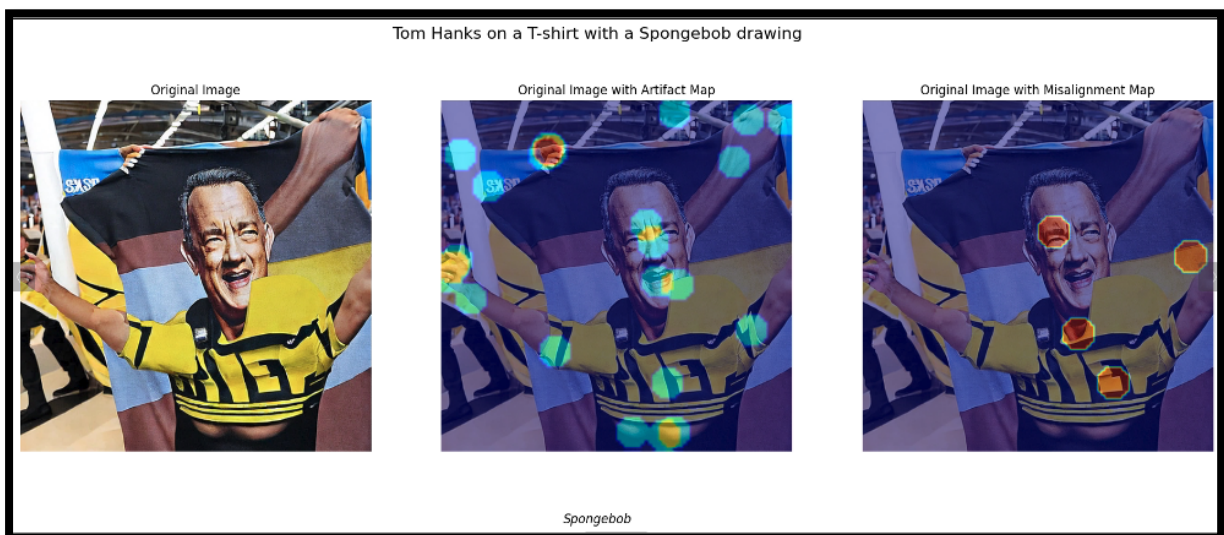 Tom Hanks on a T-shirt with a Spongebob drawing
Original Image
Original Image with Artifact Map
Original Image with Misalignment Map
Spongebob